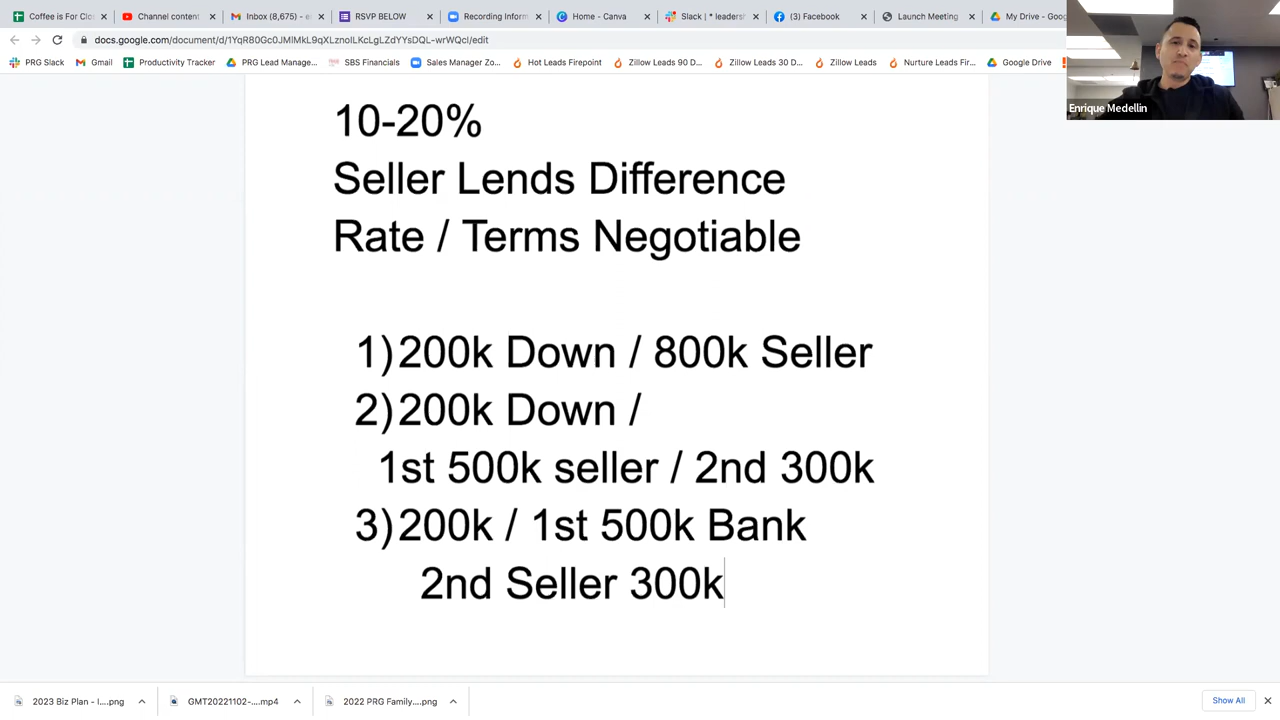 Coffee is For Clo
Channel content
Inbox (8,675) - e
RSVP BELOW
Recording Inform
Home - Canva
Slack | * leaders
(3) Facebook
Launch Meeting
My Drive - Goog
docs.google.com/document/d/1YqR80Gc0JMlMkL9qXLznolLKcLgLZdYYsDQL-wrWQcI/edit
PRG Slack
Gmail
Productivity Tracker
PRG Lead Manage...
SBS Financials
Sales Manager Zo...
Hot Leads Firepoint
Zillow Leads 90 D...
Zillow Leads 30 D...
Zillow Leads
Nurture Leads Fir...
Google Drive
Enrique Medellin
10-20%
Seller Lends Difference
Rate / Terms Negotiable
1)200k Down / 800k Seller
2)200k Down /
1st 500k seller / 2nd 300k
3)200k / 1st 500k Bank
2nd Seller 300k
2023 Biz Plan - I....png
GMT20221102-....mp4
2022 PRG Family....png
Show All